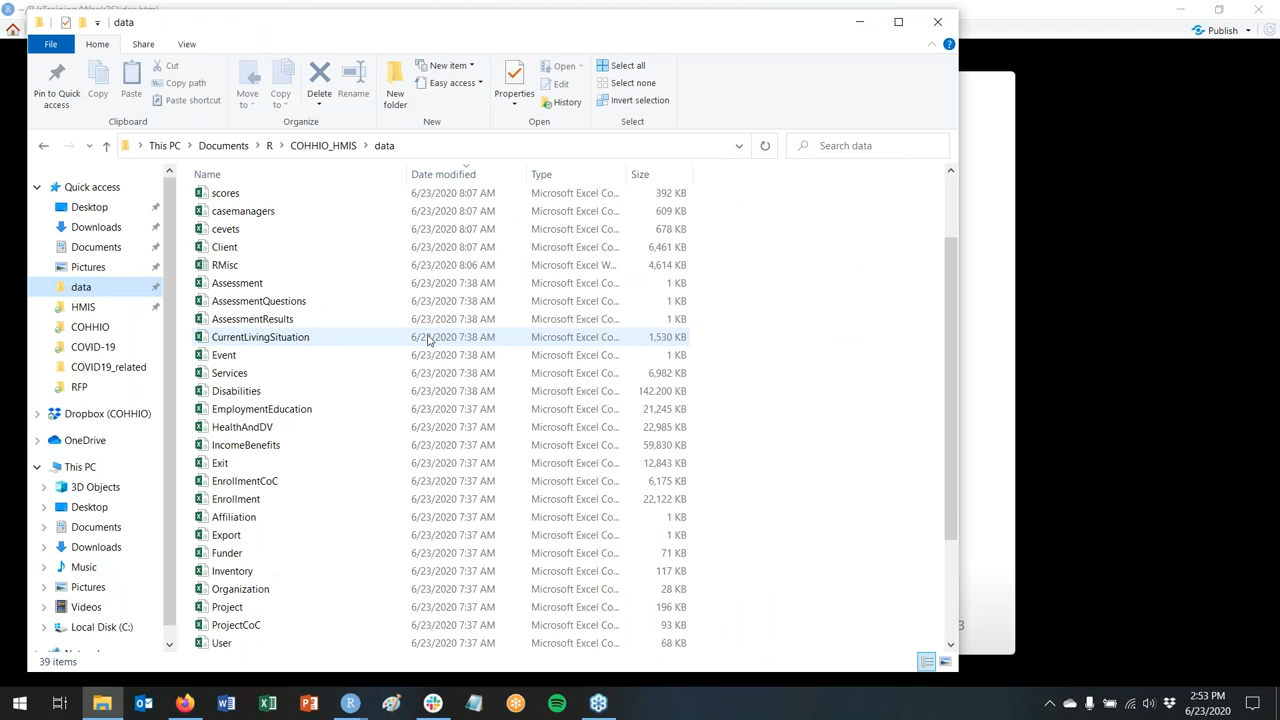 data
File Home Share View
Pin to Quick access
Copy
Paste
Cut
Copy path
Paste shortcut
Clipboard
Move to
Copy to
Delete
Rename
Organize
New folder
New item
Easy access
New
Properties
Open
Edit
History
Open
Select all
Select none
Invert selection
Select
Publish
This PC > Documents > R > COHHIO_HMIS > data
Search data
Name Date modified Type Size
scores 6/23/2020 8:07 AM Microsoft Excel Co... 392 KB
casemanagers 6/23/2020 8:07 AM Microsoft Excel Co... 609 KB
cevets 6/23/2020 8:07 AM Microsoft Excel Co... 678 KB
Client 6/23/2020 8:07 AM Microsoft Excel Co... 6,461 KB
RMisc 6/23/2020 8:06 AM Microsoft Excel W... 4,614 KB
Assessment 6/23/2020 7:38 AM Microsoft Excel Co... 1 KB
AssessmentQuestions 6/23/2020 7:38 AM Microsoft Excel Co... 1 KB
AssessmentResults 6/23/2020 7:38 AM Microsoft Excel Co... 1 KB
CurrentLivingSituation 6/23/2020 7:38 AM Microsoft Excel Co... 1,530 KB
Event 6/23/2020 7:38 AM Microsoft Excel Co... 1 KB
Services 6/23/2020 7:38 AM Microsoft Excel Co... 6,982 KB
Disabilities 6/23/2020 7:38 AM Microsoft Excel Co... 142,200 KB
EmploymentEducation 6/23/2020 7:37 AM Microsoft Excel Co... 21,245 KB
HealthAndDV 6/23/2020 7:37 AM Microsoft Excel Co... 22,985 KB
IncomeBenefits 6/23/2020 7:37 AM Microsoft Excel Co... 59,830 KB
Exit 6/23/2020 7:37 AM Microsoft Excel Co... 12,843 KB
EnrollmentCoC 6/23/2020 7:37 AM Microsoft Excel Co... 6,175 KB
Enrollment 6/23/2020 7:37 AM Microsoft Excel Co... 22,122 KB
Affiliation 6/23/2020 7:37 AM Microsoft Excel Co... 1 KB
Export 6/23/2020 7:37 AM Microsoft Excel Co... 1 KB
Funder 6/23/2020 7:37 AM Microsoft Excel Co... 71 KB
Inventory 6/23/2020 7:37 AM Microsoft Excel Co... 117 KB
Organization 6/23/2020 7:37 AM Microsoft Excel Co... 28 KB
Project 6/23/2020 7:37 AM Microsoft Excel Co... 196 KB
ProjectCoC 6/23/2020 7:37 AM Microsoft Excel Co... 93 KB
User 6/23/2020 7:37 AM Microsoft Excel Co... 68 KB
Quick access
Desktop
Downloads
Documents
Pictures
data
HMIS
COHHIO
COVID-19
COVID19_related
RFP
Dropbox (COHHIO)
OneDrive
This PC
3D Objects
Desktop
Documents
Downloads
Music
Pictures
Videos
Local Disk (C:)
39 items
3
2:53 PM
6/23/2020